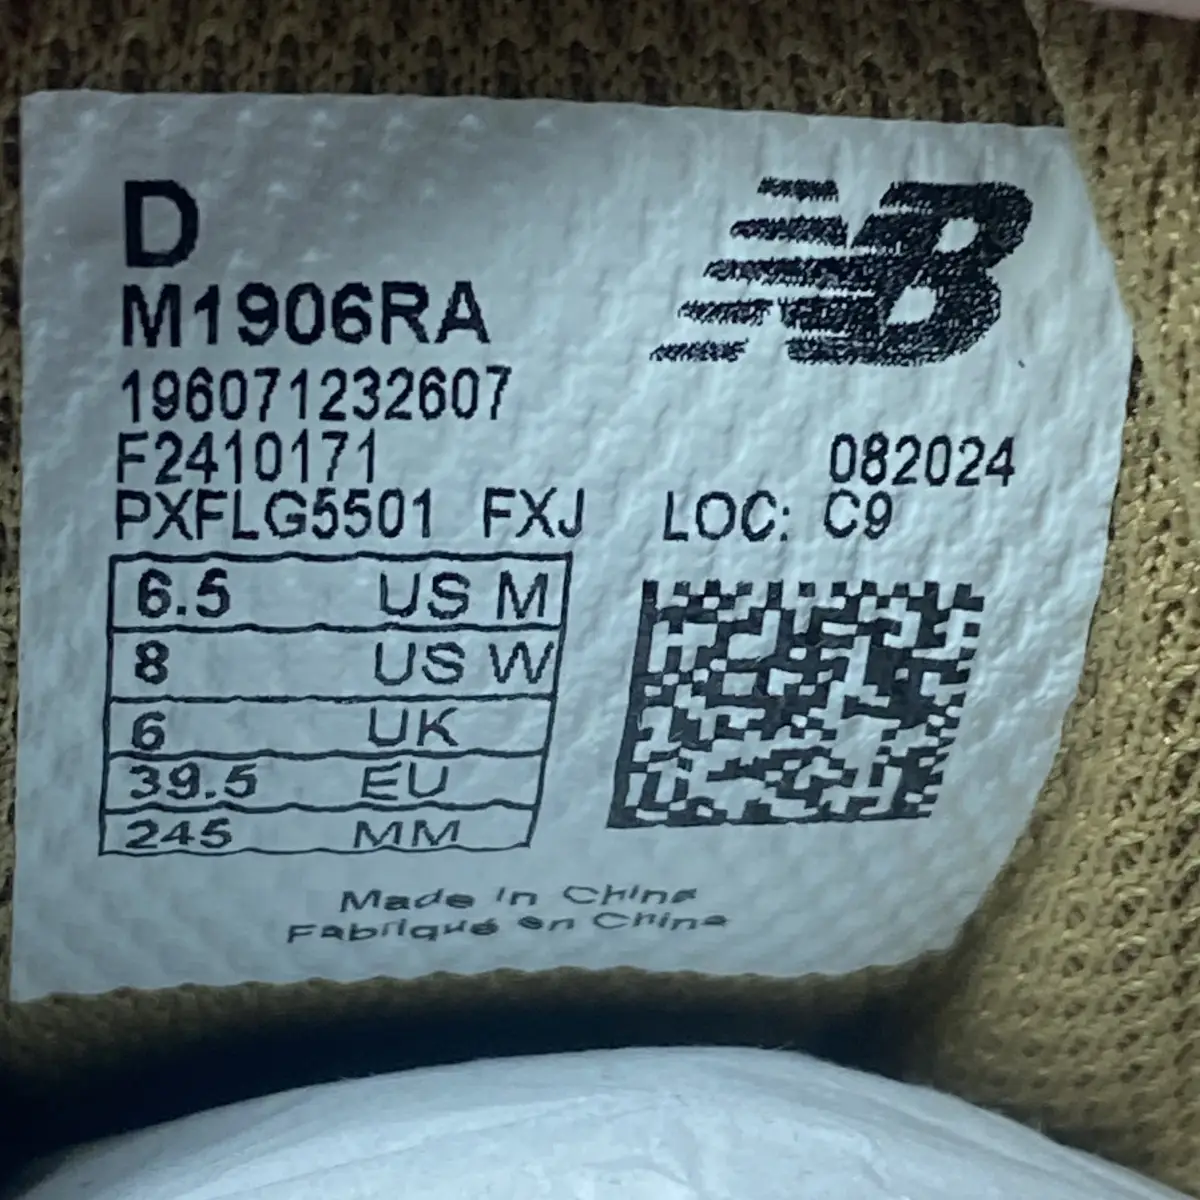 D
M1906RA
196071232607
F2410171 082024
PXFLG5501 FXJ LOC: C9
6.5 US M
8 US W
6 UK
39.5 EU
245 MM
Made in China
Fabriqué en Chine